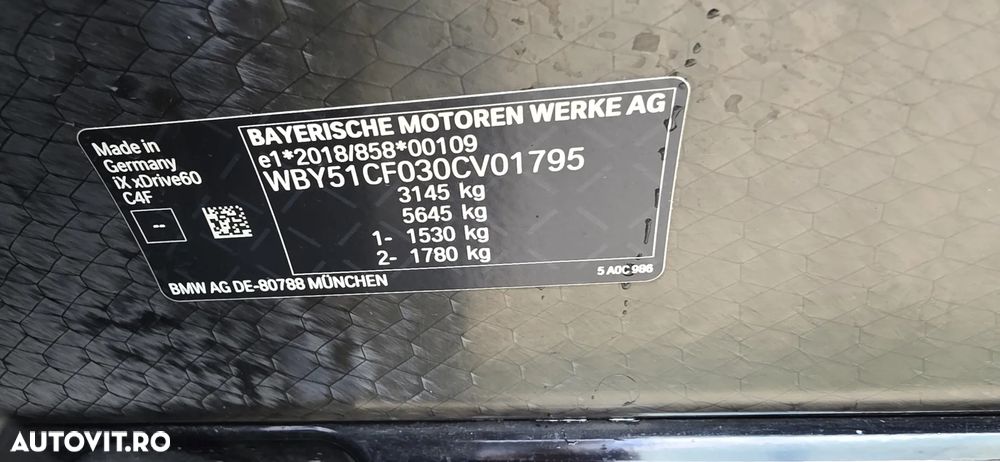 Made in
Germany
iX xDrive60
C4F
--
BAYERISCHE MOTOREN WERKE AG
e1*2018/858*00109
WBY51CF030CV01795
3145 kg
5645 kg
1- 1530 kg
2- 1780 kg
BMW AG DE-80788 MÜNCHEN
5 A0C 986
AUTOVIT.RO